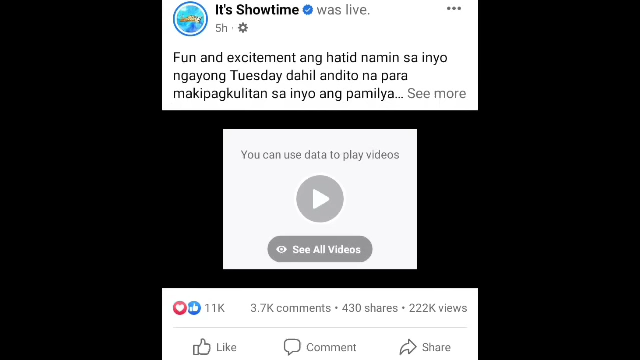 It's Showtime was live.
5h ·
Fun and excitement ang hatid namin sa inyo
ngayong Tuesday dahil andito na para
makipagkulitan sa inyo ang pamilya... See more
You can use data to play videos
See All Videos
11K 3.7K comments • 430 shares • 222K views
Like Comment Share